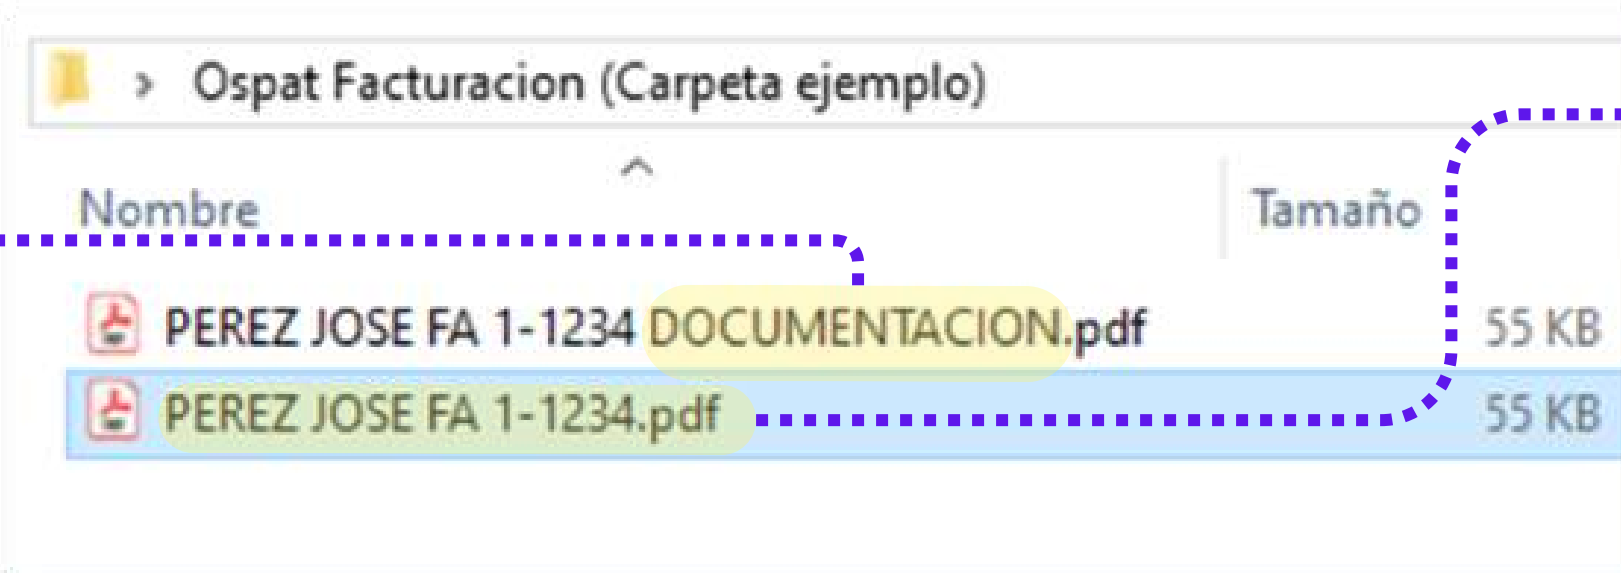 > Ospat Facturacion (Carpeta ejemplo)
Nombre Tamaño
PEREZ JOSE FA 1-1234 DOCUMENTACION.pdf 55 KB
PEREZ JOSE FA 1-1234.pdf 55 KB